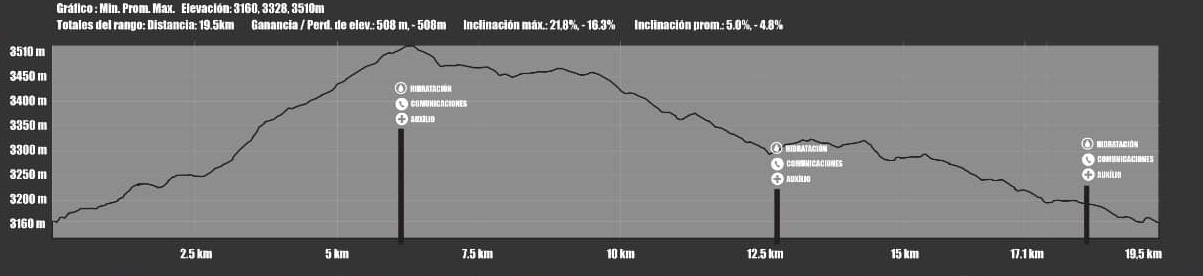 Gráfico : Min. Prom. Max.  Elevación: 3160, 3328, 3510m
Totales del rango: Distancia: 19.5km  Ganancia / Perd. de elev.: 508 m, - 508m  Inclinación máx.: 21,8%, - 16.3%  Inclinación prom.: 5.0%, - 4.8%
3510 m
3450 m
3400 m
3350 m
3300 m
3250 m
3200 m
3160 m
HIDRATACIÓN
COMUNICACIONES
AUXÍLIO
HIDRATACIÓN
COMUNICACIONES
AUXÍLIO
HIDRATACIÓN
COMUNICACIONES
AUXÍLIO
2.5 km 5 km 7.5 km 10 km 12.5 km 15 km 17.1 km 19,5 km